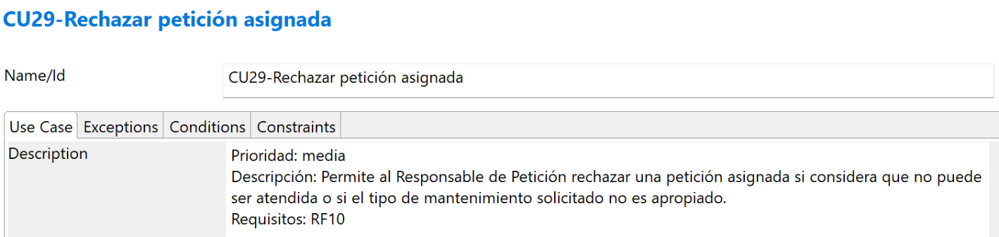 CU29-Rechazar petición asignada
Name/Id
CU29-Rechazar petición asignada
Use Case Exceptions Conditions Constraints
Description
Prioridad: media
Descripción: Permite al Responsable de Petición rechazar una petición asignada si considera que no puede
ser atendida o si el tipo de mantenimiento solicitado no es apropiado.
Requisitos: RF10